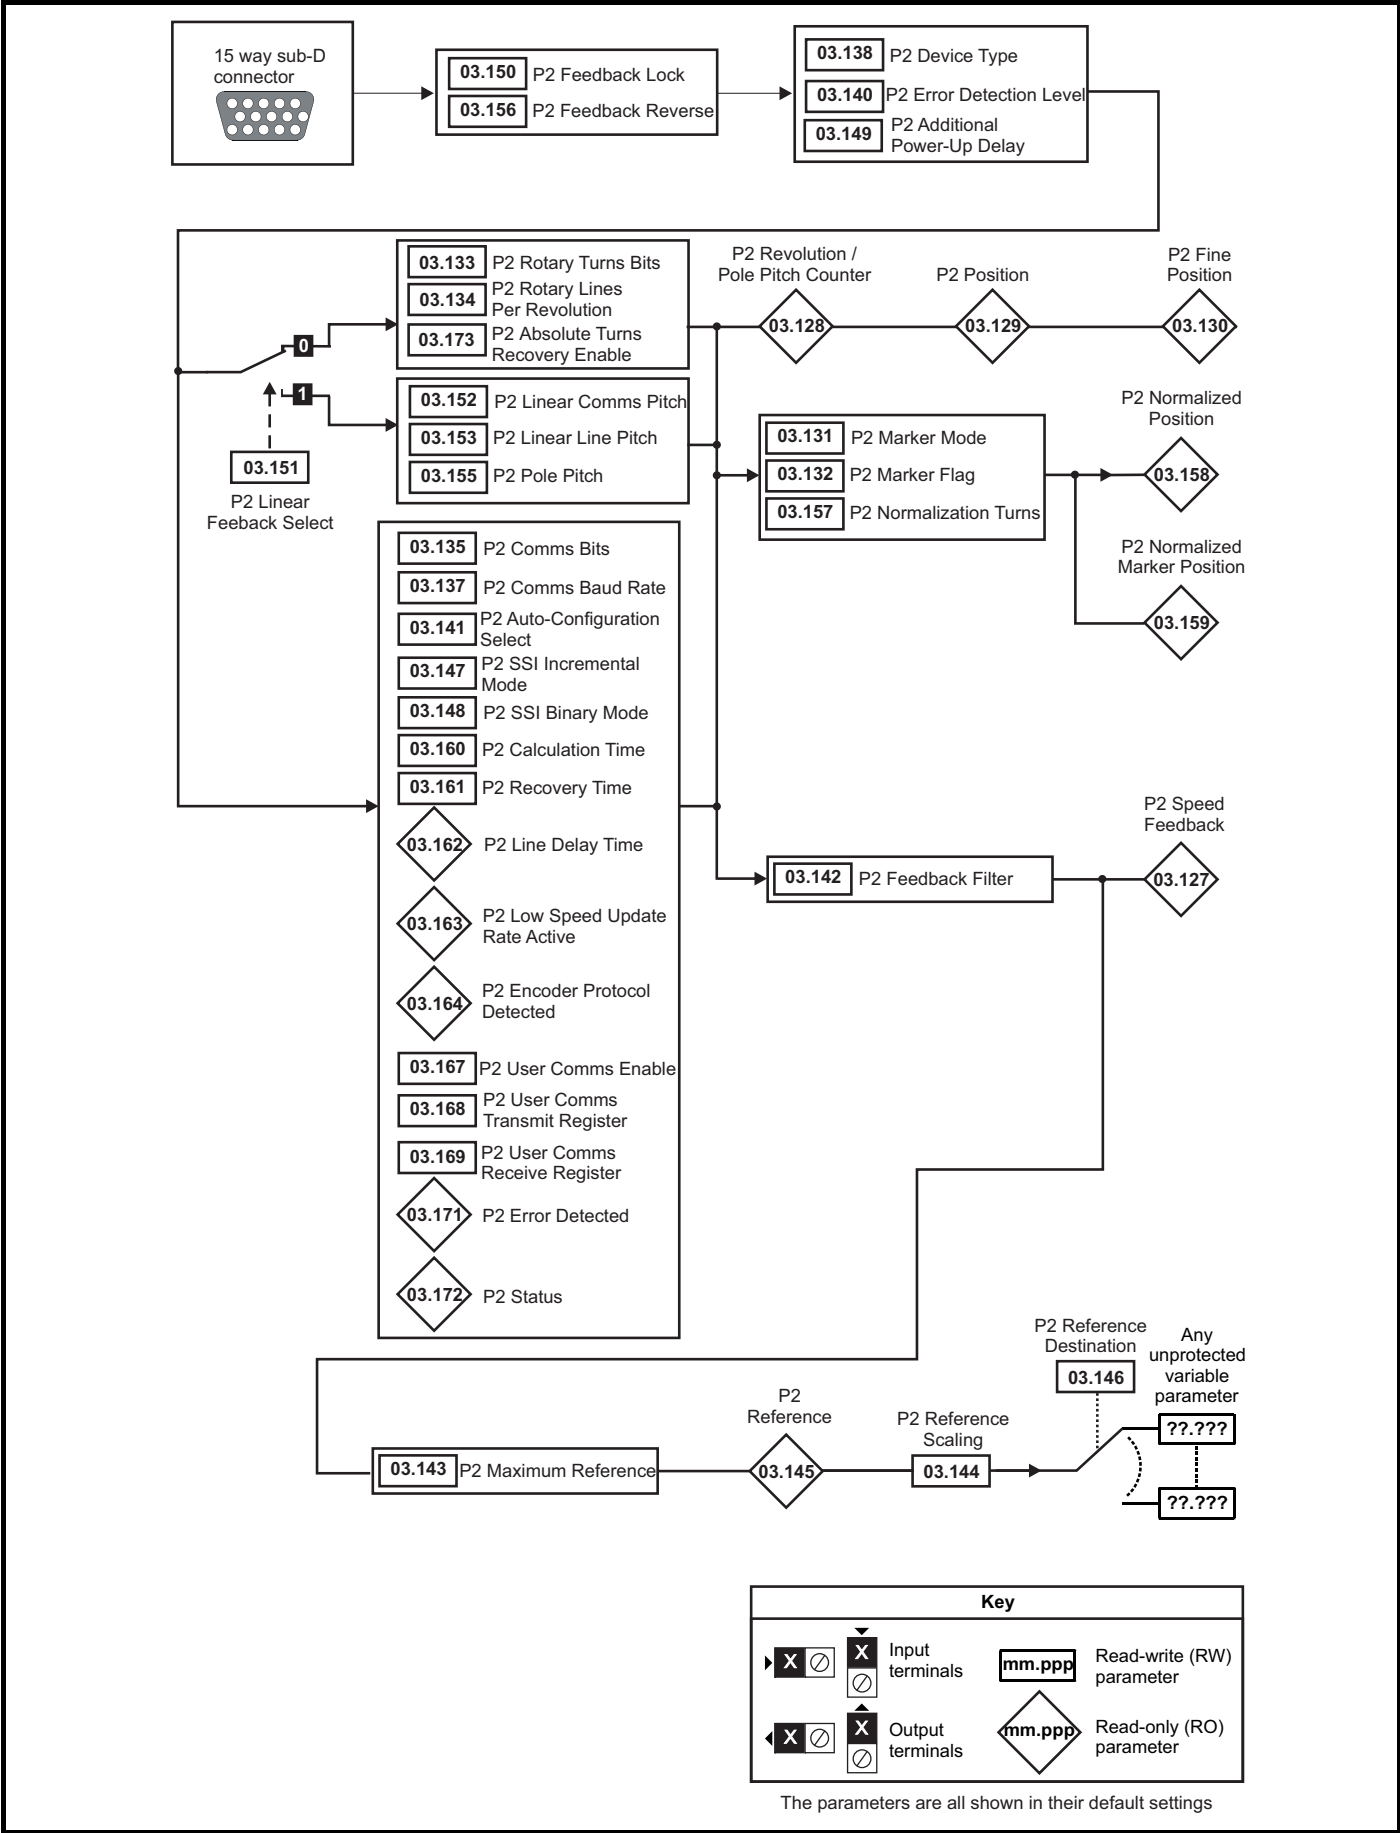 15 way sub-D
connector
03.150 P2 Feedback Lock
03.156 P2 Feedback Reverse
03.138 P2 Device Type
03.140 P2 Error Detection Level
03.149 P2 Additional
Power-Up Delay
03.133 P2 Rotary Turns Bits
03.134 P2 Rotary Lines
Per Revolution
03.173 P2 Absolute Turns
Recovery Enable
0
1
03.151
P2 Linear
Feeback Select
03.152 P2 Linear Comms Pitch
03.153 P2 Linear Line Pitch
03.155 P2 Pole Pitch
P2 Revolution /
Pole Pitch Counter
03.128
P2 Position
03.129
P2 Fine
Position
03.130
03.131 P2 Marker Mode
03.132 P2 Marker Flag
03.157 P2 Normalization Turns
P2 Normalized
Position
03.158
P2 Normalized
Marker Position
03.159
03.135 P2 Comms Bits
03.137 P2 Comms Baud Rate
03.141 P2 Auto-Configuration
Select
03.147 P2 SSI Incremental
Mode
03.148 P2 SSI Binary Mode
03.160 P2 Calculation Time
03.161 P2 Recovery Time
03.162 P2 Line Delay Time
03.163 P2 Low Speed Update
Rate Active
03.164 P2 Encoder Protocol
Detected
03.167 P2 User Comms Enable
03.168 P2 User Comms
Transmit Register
03.169 P2 User Comms
Receive Register
03.171 P2 Error Detected
03.172 P2 Status
03.142 P2 Feedback Filter
P2 Speed
Feedback
03.127
03.143 P2 Maximum Reference
P2
Reference
03.145
P2 Reference
Scaling
03.144
P2 Reference
Destination
03.146
Any
unprotected
variable
parameter
??.???
??.???
Key
X X Input
terminals
mm.ppp Read-write (RW)
parameter
X X Output
terminals
mm.ppp Read-only (RO)
parameter
The parameters are all shown in their default settings